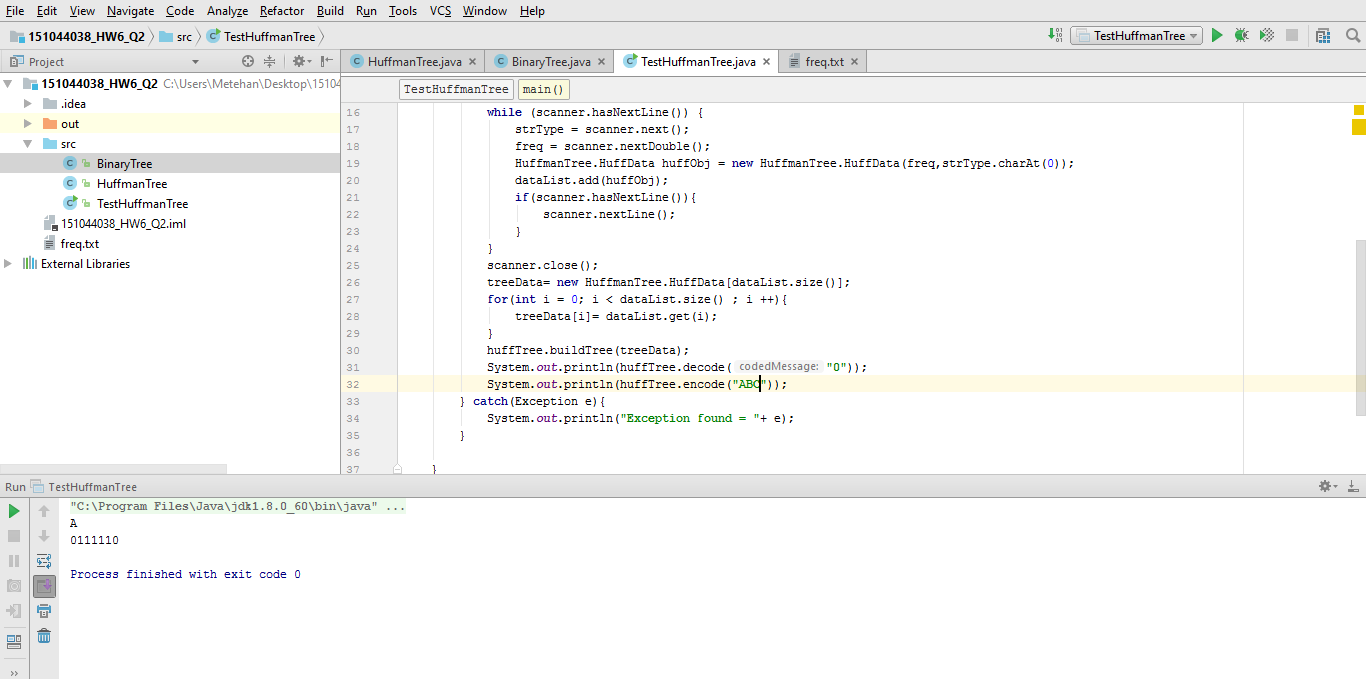 File Edit View Navigate Code Analyze Refactor Build Run Tools VCS Window Help
151044038_HW6_Q2 src TestHuffmanTree TestHuffmanTree
Project
HuffmanTree.java BinaryTree.java TestHuffmanTree.java freq.txt
151044038_HW6_Q2 C:\Users\Metehan\Desktop\15104
.idea
out
src
BinaryTree
HuffmanTree
TestHuffmanTree
151044038_HW6_Q2.iml
freq.txt
External Libraries
TestHuffmanTree main()
16 while (scanner.hasNextLine()) {
17 strType = scanner.next();
18 freq = scanner.nextDouble();
19 HuffmanTree.HuffData huffObj = new HuffmanTree.HuffData(freq,strType.charAt(0));
20 dataList.add(huffObj);
21 if(scanner.hasNextLine()){
22 scanner.nextLine();
23 }
24 }
25 scanner.close();
26 treeData= new HuffmanTree.HuffData[dataList.size()];
27 for(int i = 0; i < dataList.size() ; i ++){
28 treeData[i]= dataList.get(i);
29 }
30 huffTree.buildTree(treeData);
31 System.out.println(huffTree.decode( codedMessage: "0"));
32 System.out.println(huffTree.encode("ABC"));
33 } catch(Exception e){
34 System.out.println("Exception found = "+ e);
35 }
36
37 }
Run TestHuffmanTree
"C:\Program Files\Java\jdk1.8.0_60\bin\java" ...
A
0111110
Process finished with exit code 0